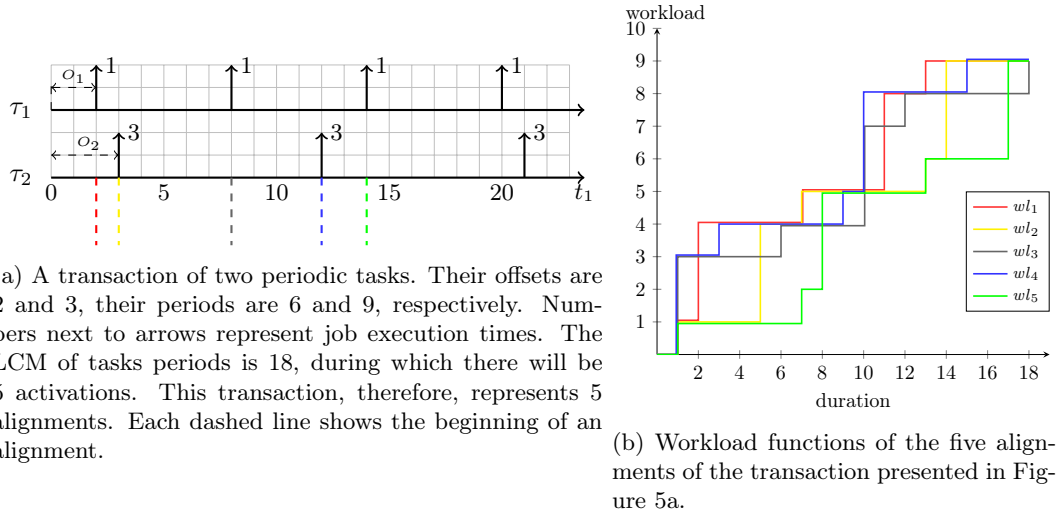 o1
1 1 1 1
τ1
o2
3 3 3
τ2
0 5 10 15 20 t1
a) A transaction of two periodic tasks. Their offsets are
2 and 3, their periods are 6 and 9, respectively. Num-
bers next to arrows represent job execution times. The
LCM of tasks periods is 18, during which there will be
5 activations. This transaction, therefore, represents 5
alignments. Each dashed line shows the beginning of an
alignment.
workload
10
9
8
7
6
5
4
3
2
1
wl1
wl2
wl3
wl4
wl5
2 4 6 8 10 12 14 16 18
duration
(b) Workload functions of the five align-
ments of the transaction presented in Fig-
ure 5a.